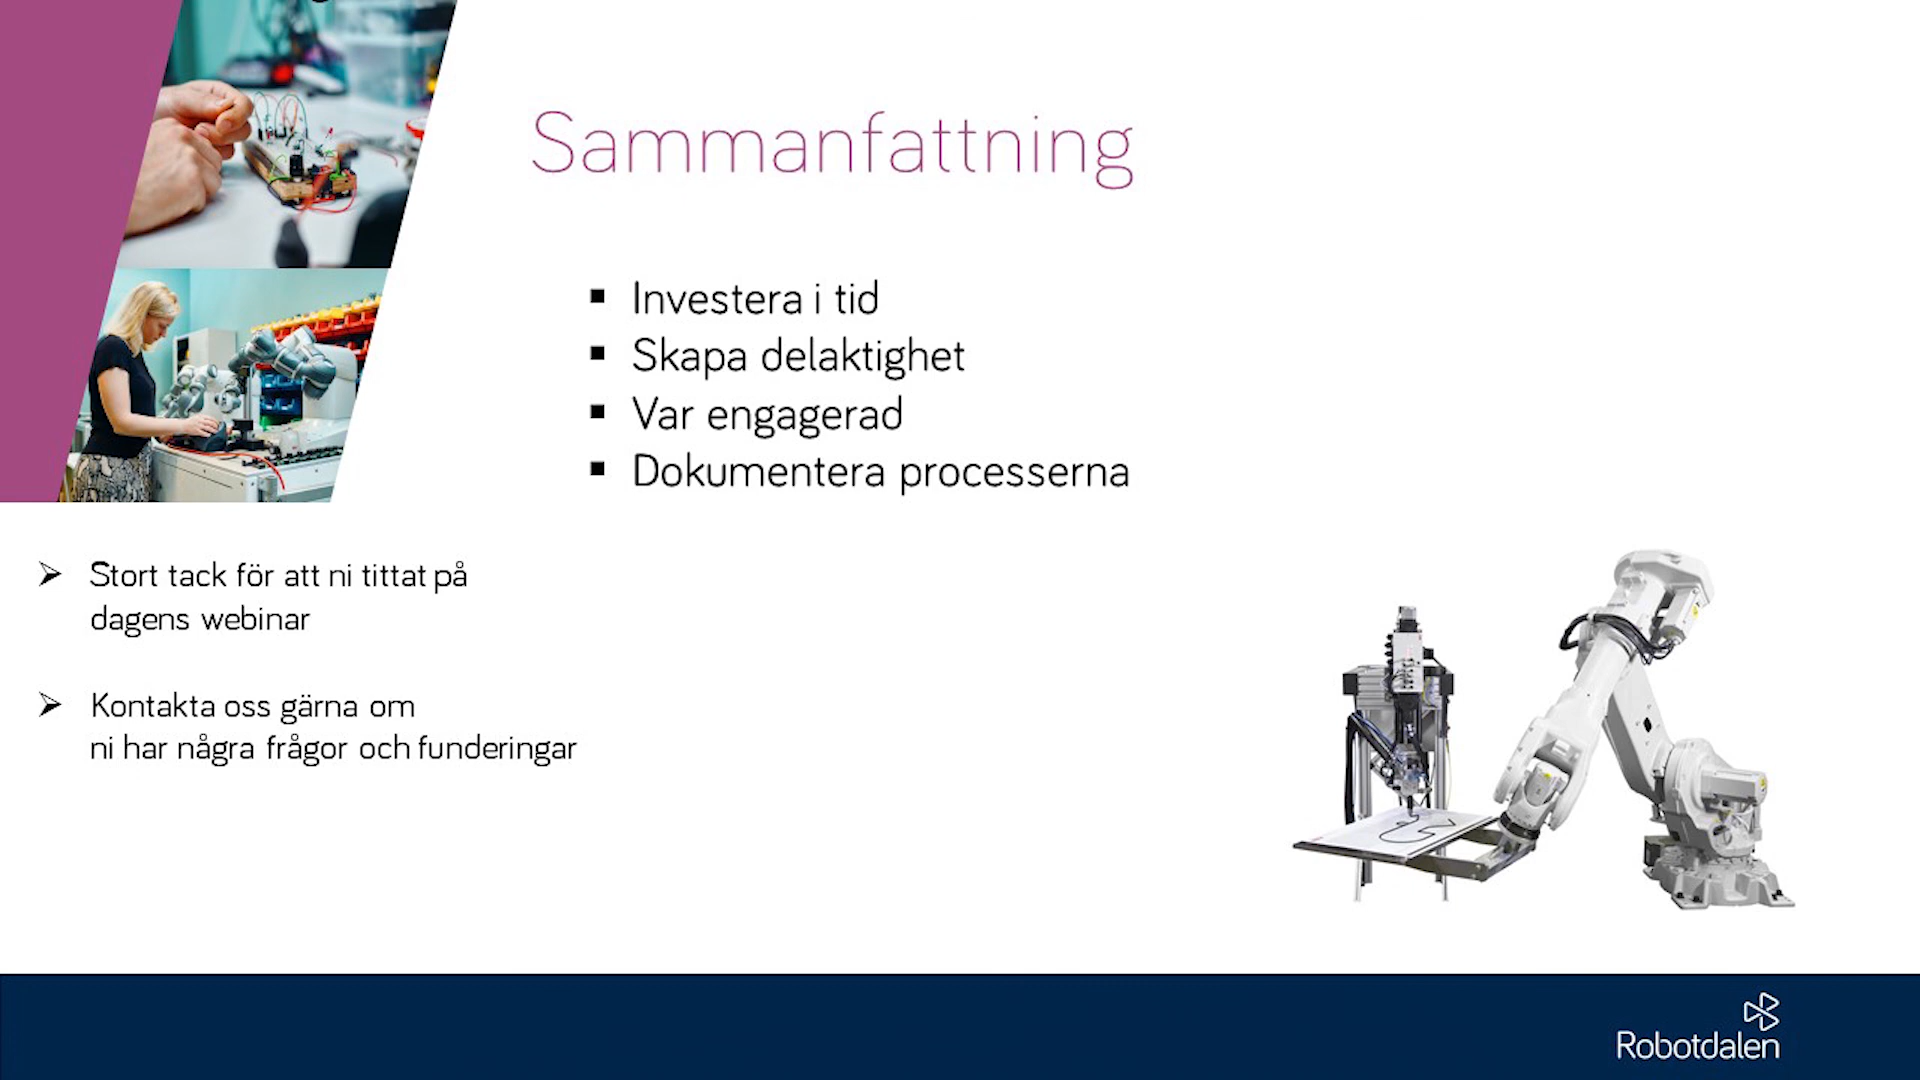 Sammanfattning
Investera i tid
Skapa delaktighet
Var engagerad
Dokumentera processerna
Stort tack för att ni tittat på
dagens webinar
Kontakta oss gärna om
ni har några frågor och funderingar
Robotdalen